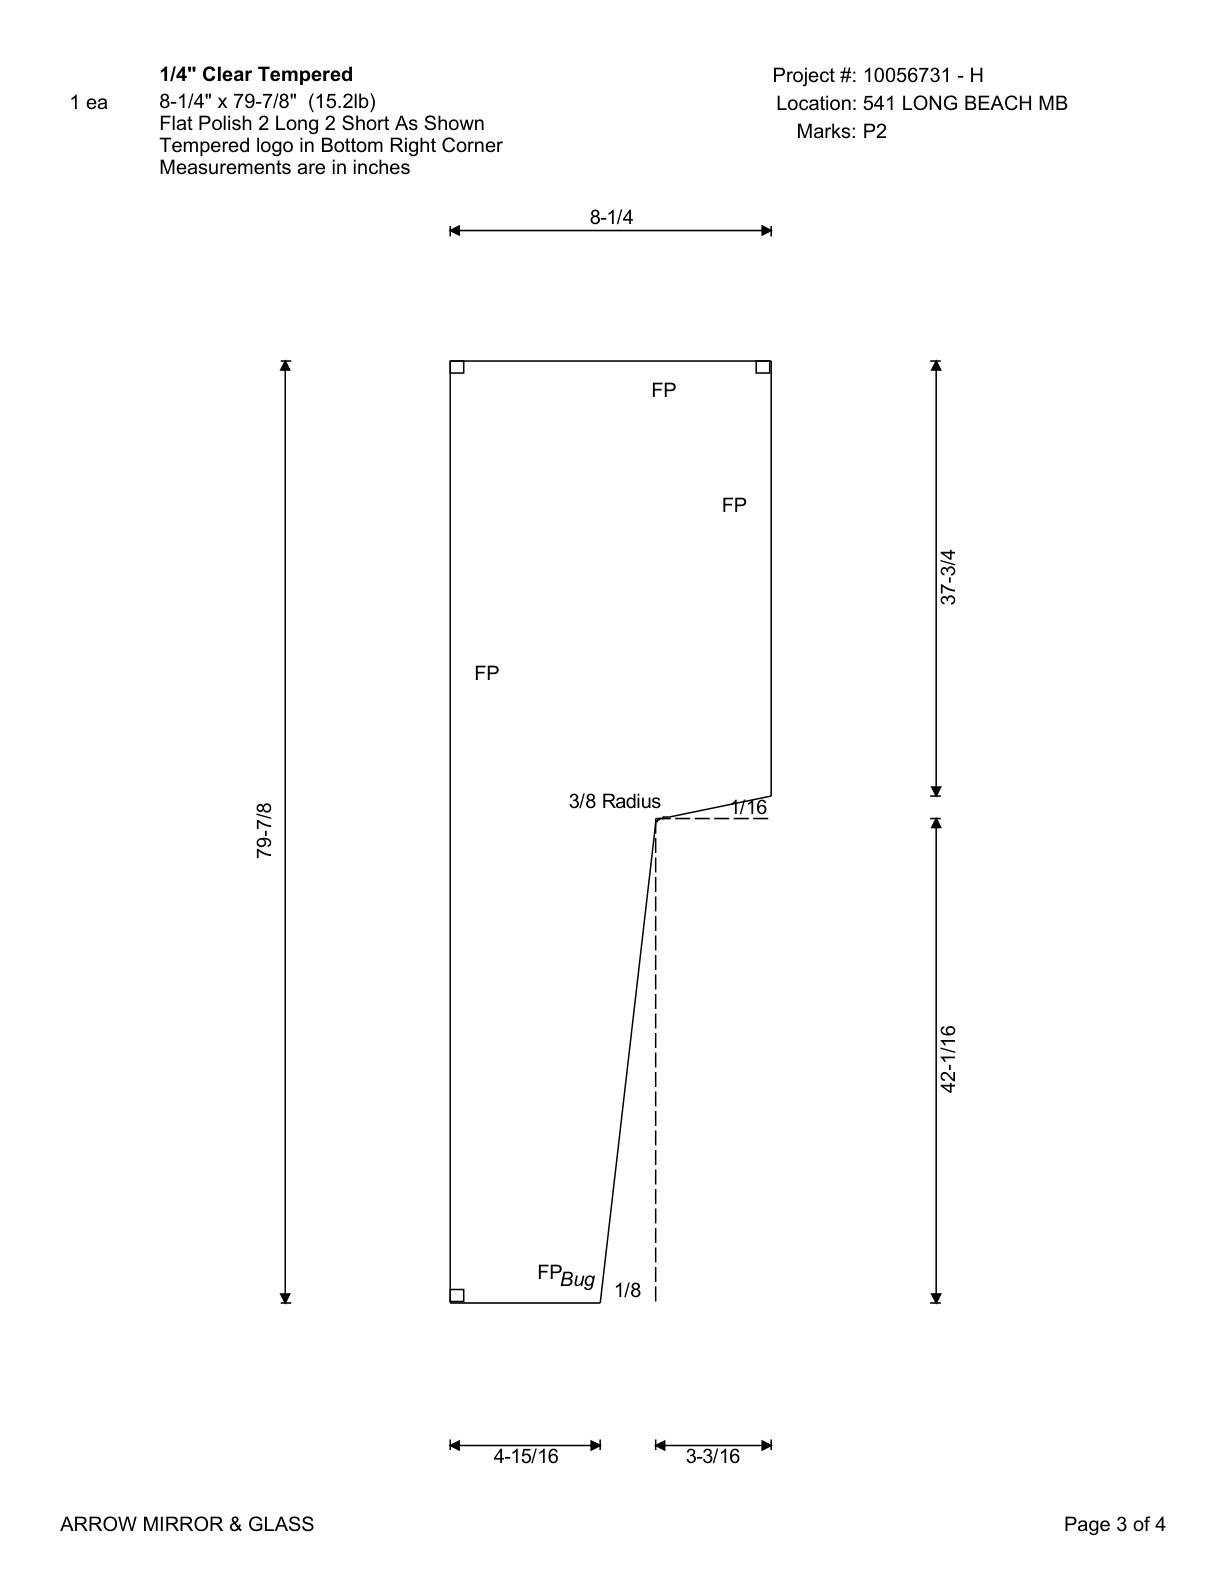 1/4" Clear Tempered
1 ea
8-1/4" x 79-7/8" (15.2lb)
Flat Polish 2 Long 2 Short As Shown
Tempered logo in Bottom Right Corner
Measurements are in inches
Project #: 10056731 - H
Location: 541 LONG BEACH MB
Marks: P2
8-1/4
FP
FP
37-3/4
FP
3/8 Radius
1/16
79-7/8
42-1/16
FP
Bug
1/8
4-15/16
3-3/16
ARROW MIRROR & GLASS
Page 3 of 4